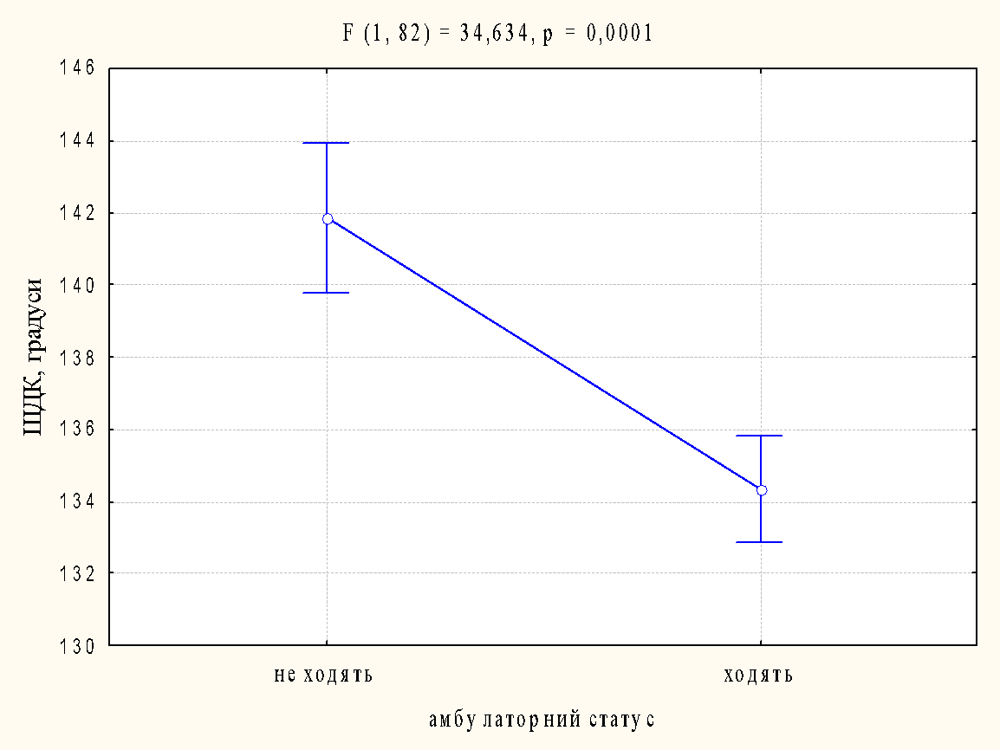 F (1, 82) = 34,634, p = 0,0001
146
144
142
140
138
136
134
132
130
ШДК, градуси
не ходять
ходять
амбулаторний статус